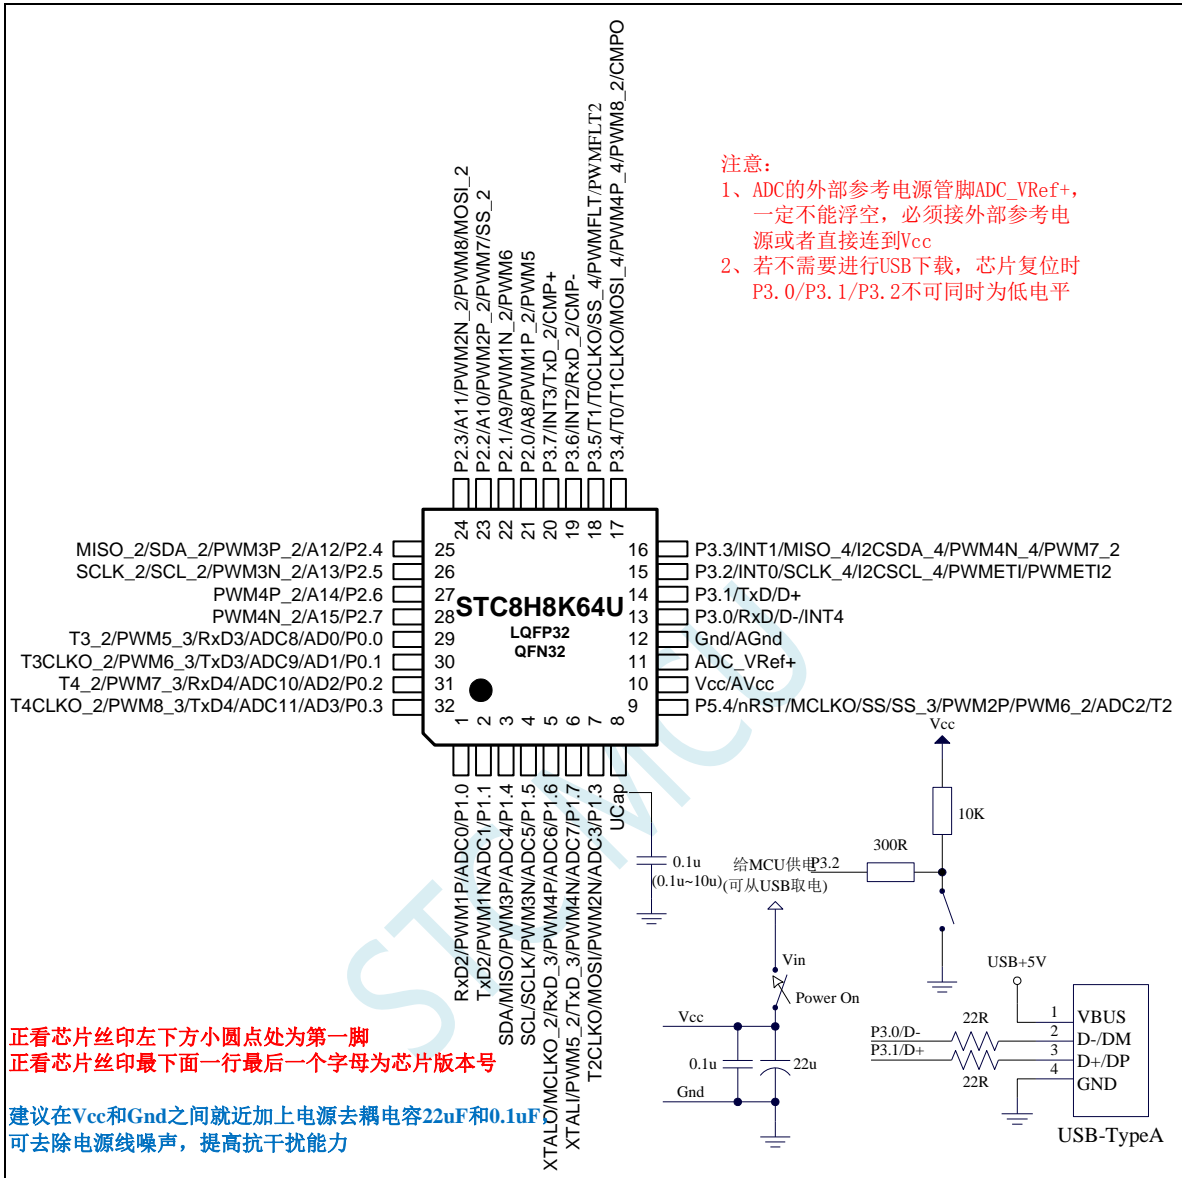 P2.3/A11/PWM2N_2/PWM8/MOSI_2
P2.2/A10/PWM2P_2/PWM7/SS_2
P2.1/A9/PWM1N_2/PWM6
P2.0/A8/PWM1P_2/PWM5
P3.7/INT3/TxD_2/CMP+
P3.6/INT2/RxD_2/CMP-
P3.5/T1/T0CLKO/SS_4/PWMFLT/PWMFLT2
P3.4/T0/T1CLKO/MOSI_4/PWM4P_4/PWM8_2/CMPO
注意：
1、ADC的外部参考电源管脚ADC_VRef+，
一定不能浮空，必须接外部参考电
源或者直接连到Vcc
2、若不需要进行USB下载，芯片复位时
P3.0/P3.1/P3.2不可同时为低电平
24 23 22 21 20 19 18 17
MISO_2/SDA_2/PWM3P_2/A12/P2.4 25
SCLK_2/SCL_2/PWM3N_2/A13/P2.5 26
PWM4P_2/A14/P2.6 27
PWM4N_2/A15/P2.7 28
T3_2/PWM5_3/RxD3/ADC8/AD0/P0.0 29
T3CLKO_2/PWM6_3/TxD3/ADC9/AD1/P0.1 30
T4_2/PWM7_3/RxD4/ADC10/AD2/P0.2 31
T4CLKO_2/PWM8_3/TxD4/ADC11/AD3/P0.3 32
STC8H8K64U
LQFP32
QFN32
16 P3.3/INT1/MISO_4/I2CSDA_4/PWM4N_4/PWM7_2
15 P3.2/INT0/SCLK_4/I2CSCL_4/PWMETI/PWMETI2
14 P3.1/TxD/D+
13 P3.0/RxD/D-/INT4
12 Gnd/AGnd
11 ADC_VRef+
10 Vcc/AVcc
9 P5.4/nRST/MCLKO/SS/SS_3/PWM2P/PWM6_2/ADC2/T2
1 2 3 4 5 6 7 8
RxD2/PWM1P/ADC0/P1.0
TxD2/PWM1N/ADC1/P1.1
SDA/MISO/PWM3P/ADC4/P1.4
SCL/SCLK/PWM3N/ADC5/P1.5
XTALO/MCLKO_2/RxD_3/PWM4P/ADC6/P1.6
XTALI/PWM5_2/TxD_3/PWM4N/ADC7/P1.7
T2CLKO/MOSI/PWM2N/ADC3/P1.3
UCap
STC MCU
0.1u
(0.1u~10u)
Vcc
10K
300R
P3.2
给MCU供电
(可从USB取电)
Vin
Power On
Vcc
0.1u
22u
Gnd
USB+5V
P3.0/D-
P3.1/D+
22R
22R
1 VBUS
2 D-/DM
3 D+/DP
4 GND
USB-TypeA
正看芯片丝印左下方小圆点处为第一脚
正看芯片丝印最下面一行最后一个字母为芯片版本号
建议在Vcc和Gnd之间就近加上电源去耦电容22uF和0.1uF，
可去除电源线噪声，提高抗干扰能力